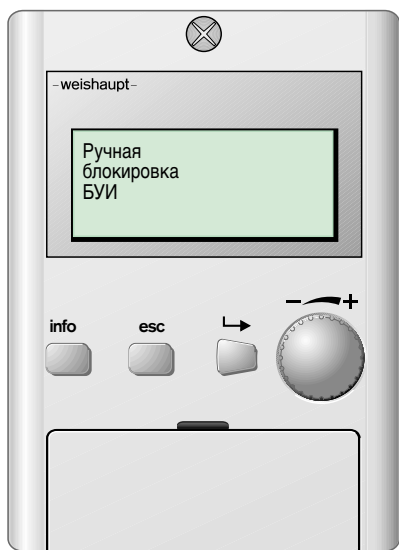 -weishaupt-
Ручная
блокировка
БУИ
- +
info esc